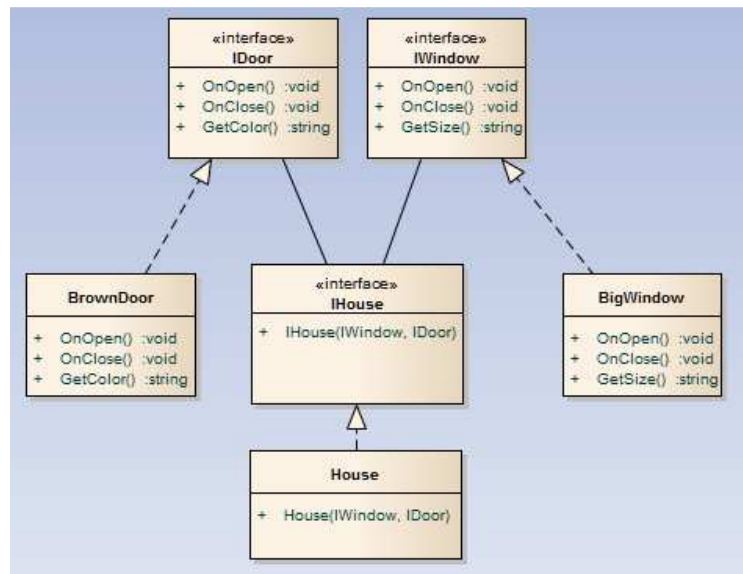 «interface»
IDoor
+ OnOpen() :void
+ OnClose() :void
+ GetColor() :string
«interface»
IWindow
+ OnOpen() :void
+ OnClose() :void
+ GetSize() :string
BrownDoor
+ OnOpen() :void
+ OnClose() :void
+ GetColor() :string
«interface»
IHouse
+ IHouse(IWindow, IDoor)
BigWindow
+ OnOpen() :void
+ OnClose() :void
+ GetSize() :string
House
+ House(IWindow, IDoor)